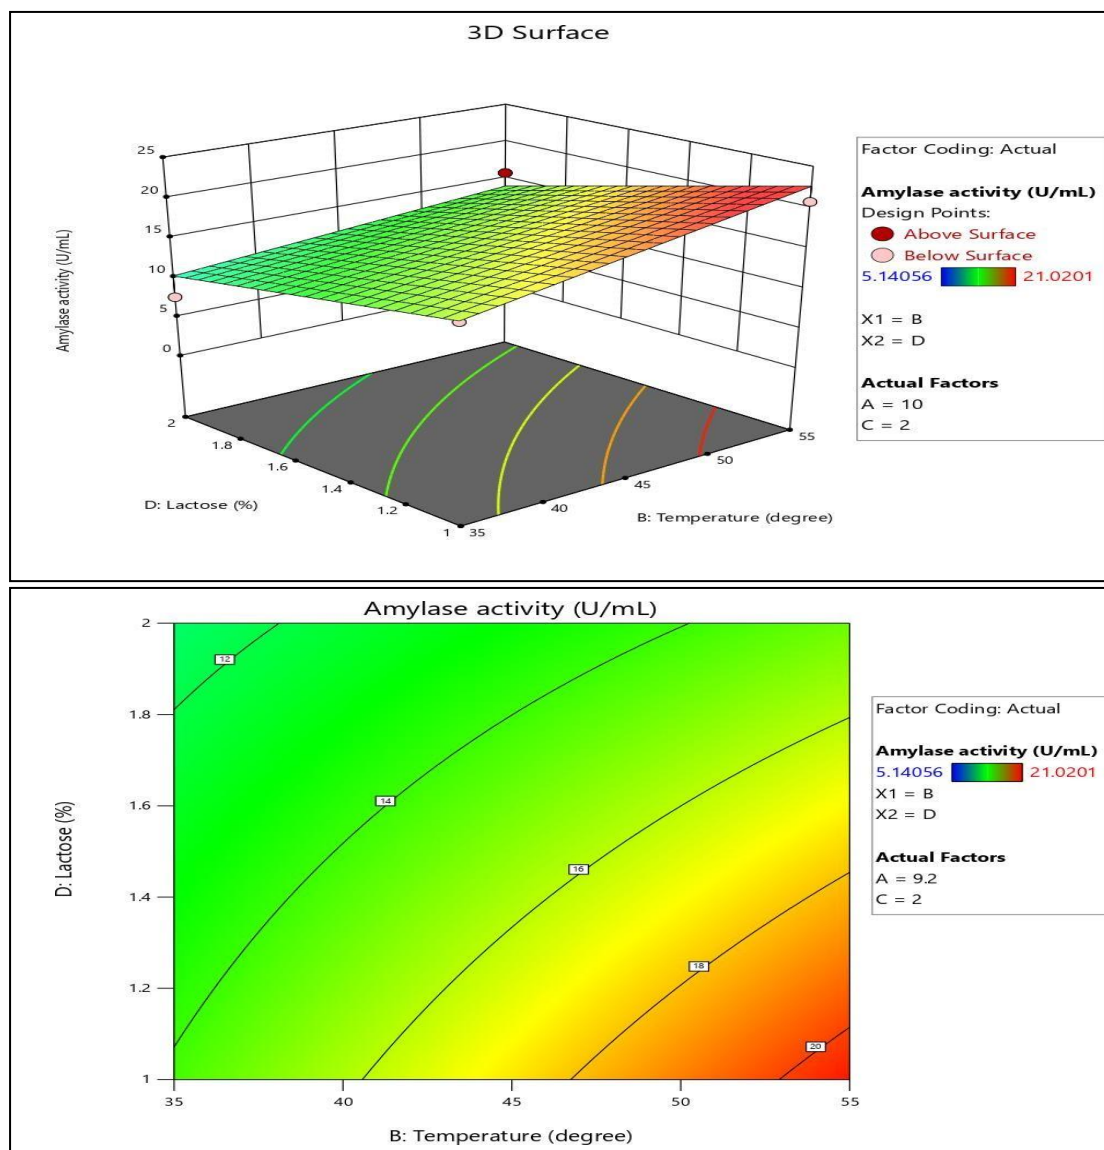 3D Surface
25
20
15
10
5
0
Amylase activity (U/mL)
2
1.8
1.6
1.4
1.2
1
D: Lactose (%)
35
40
45
50
55
B: Temperature (degree)
Factor Coding: Actual
Amylase activity (U/mL)
Design Points:
Above Surface
Below Surface
5.14056 21.0201
X1 = B
X2 = D
Actual Factors
A = 10
C = 2
Amylase activity (U/mL)
2
1.8
1.6
1.4
1.2
1
D: Lactose (%)
12
14
16
18
20
35 40 45 50 55
B: Temperature (degree)
Factor Coding: Actual
Amylase activity (U/mL)
5.14056 21.0201
X1 = B
X2 = D
Actual Factors
A = 9.2
C = 2